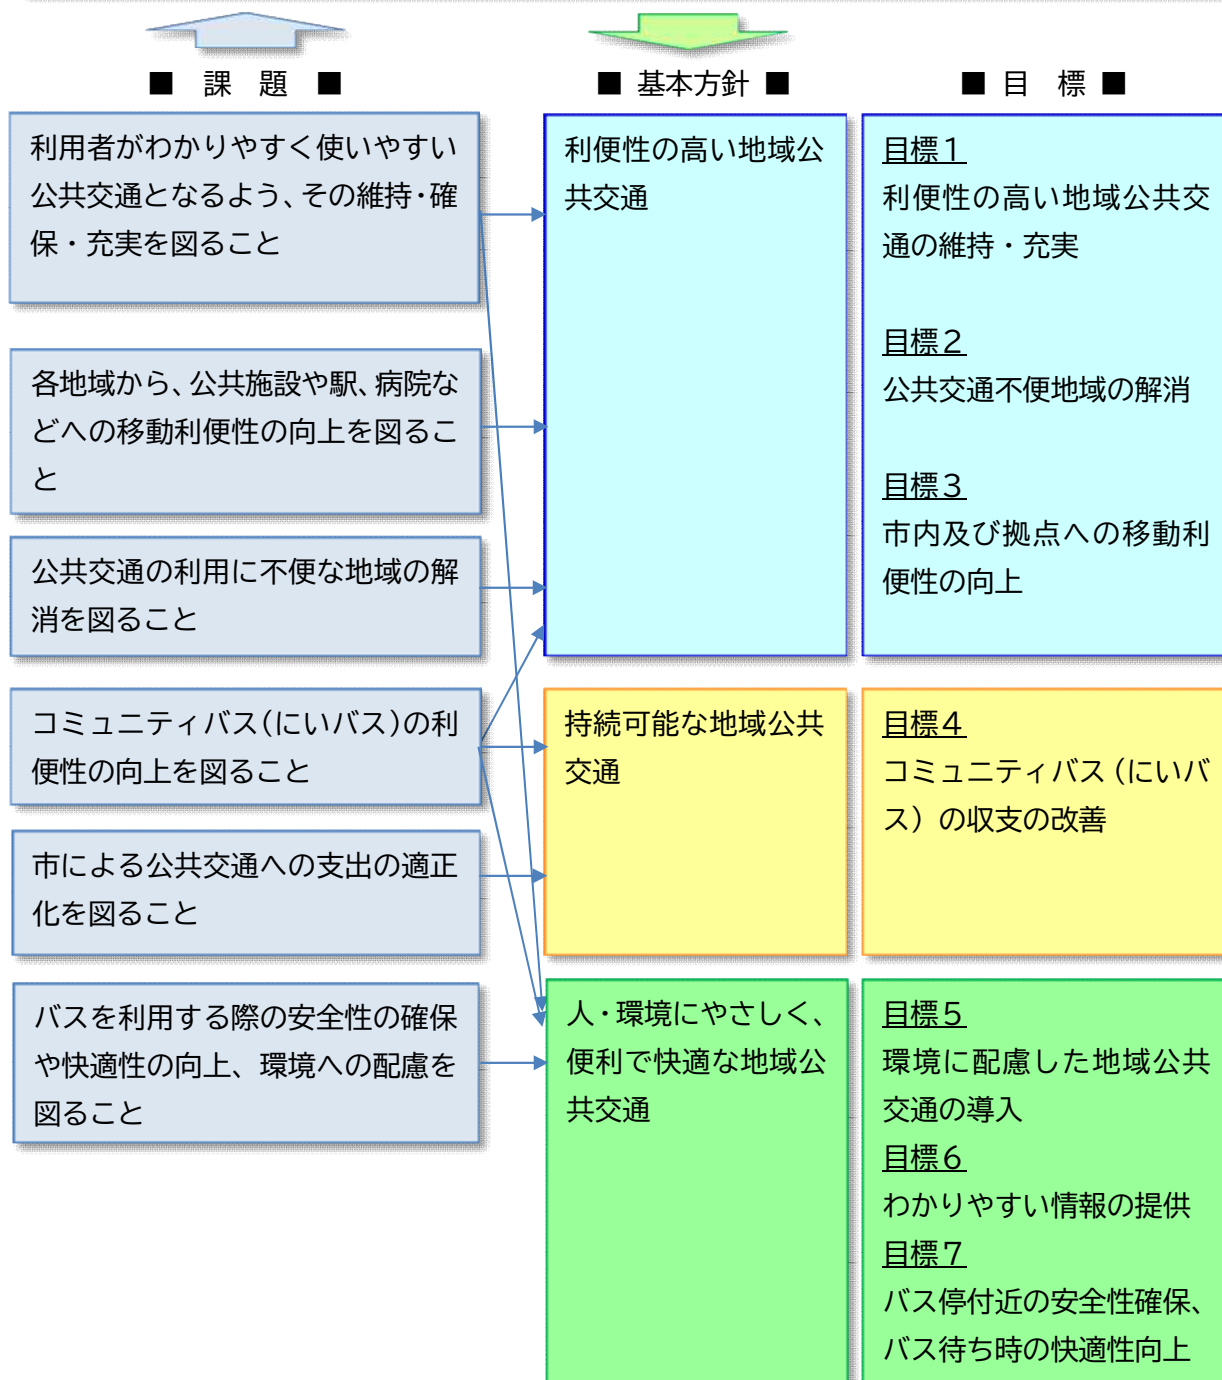 ■ 課 題 ■
利用者がわかりやすく使いやすい
公共交通となるよう、その維持・確
保・充実を図ること
各地域から、公共施設や駅、病院な
どへの移動利便性の向上を図るこ
と
公共交通の利用に不便な地域の解
消を図ること
コミュニティバス(にいバス)の利
便性の向上を図ること
市による公共交通への支出の適正
化を図ること
バスを利用する際の安全性の確保
や快適性の向上、環境への配慮を
図ること
■ 基本方針 ■
利便性の高い地域公
共交通
持続可能な地域公共
交通
人・環境にやさしく、
便利で快適な地域公
共交通
■ 目 標 ■
目標１
利便性の高い地域公共交
通の維持・充実
目標２
公共交通不便地域の解消
目標３
市内及び拠点への移動利
便性の向上
目標４
コミュニティバス（にいバ
ス）の収支の改善
目標５
環境に配慮した地域公共
交通の導入
目標６
わかりやすい情報の提供
目標７
バス停付近の安全性確保、
バス待ち時の快適性向上